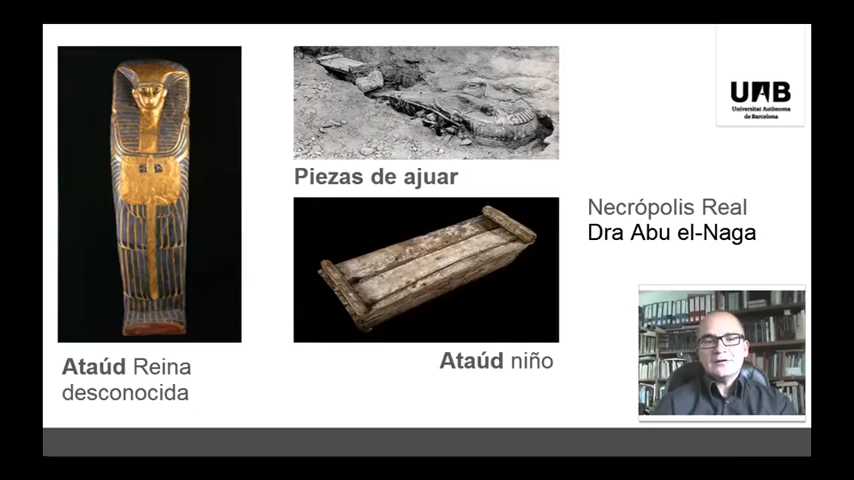 UAB
Universitat Autònoma
de Barcelona
Piezas de ajuar
Necrópolis Real
Dra Abu el-Naga
Ataúd Reina
desconocida
Ataúd niño